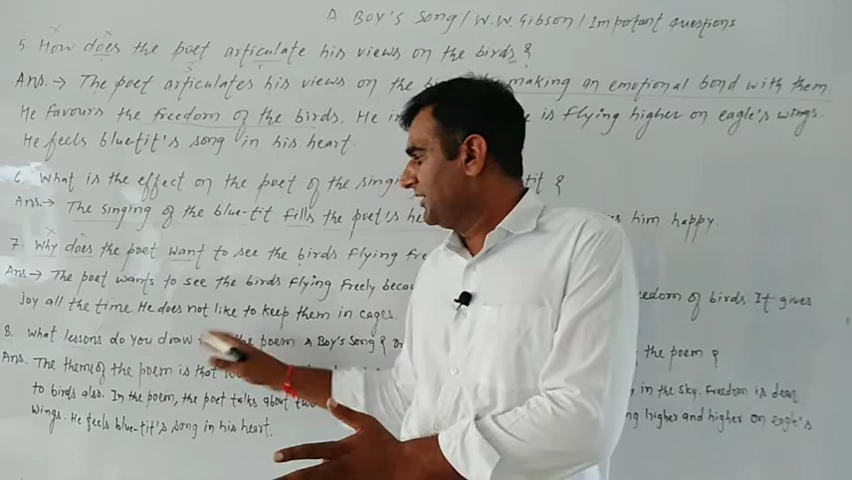 A Boy's Song/W.W. Gibson/Impotant Questions
5. How does the poet articulate his views on the birds?
Ans.→ The poet articulates his views on the making an emotional bond with them.
He favours the freedom of the birds. He is flying higher on eagle's wings.
He feels blue-tit's song in his heart.
6. What is the effect on the poet of the singing tit?
Ans→ The singing of the blue-tit fills the poet's him happy.
7. Why does the poet want to see the birds flying
Ans→ The poet wants to see the birds flying freely of birds. It gives
joy all the time. He does not like to keep them in cages.
8. What lessons do you draw the poem A Boy's Song? the poem?
Ans. The theme of the poem is that in the sky. Freedom is dear
to birds also. In the poem, the poet talks about higher and higher on eagle's
wings. He feels blue-tit's song in his heart.